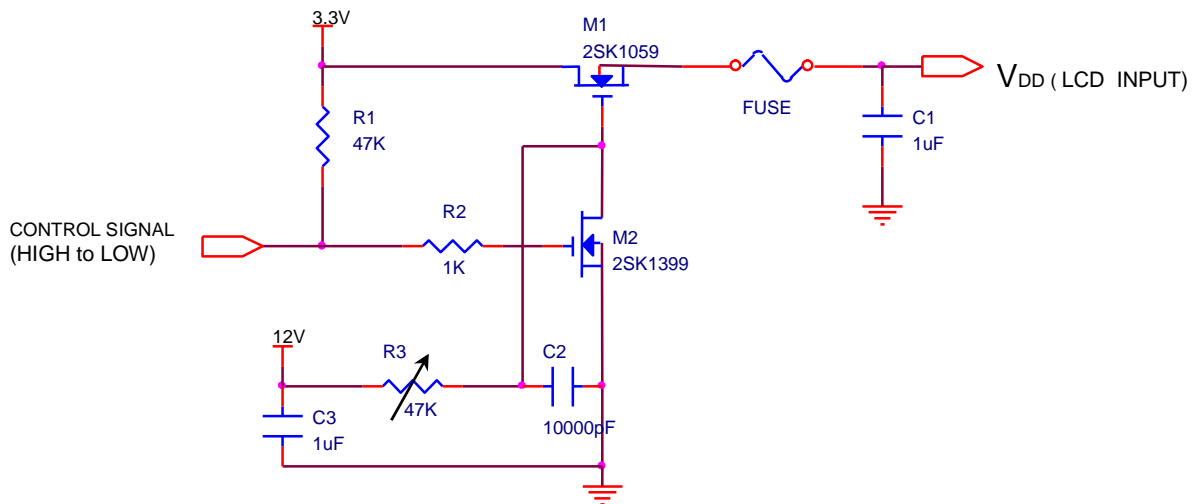 3.3V
M1
2SK1059
FUSE
VDD ( LCD INPUT)
R1
47K
C1
1uF
CONTROL SIGNAL
(HIGH to LOW)
R2
1K
M2
2SK1399
12V
R3
47K
C2
10000pF
C3
1uF